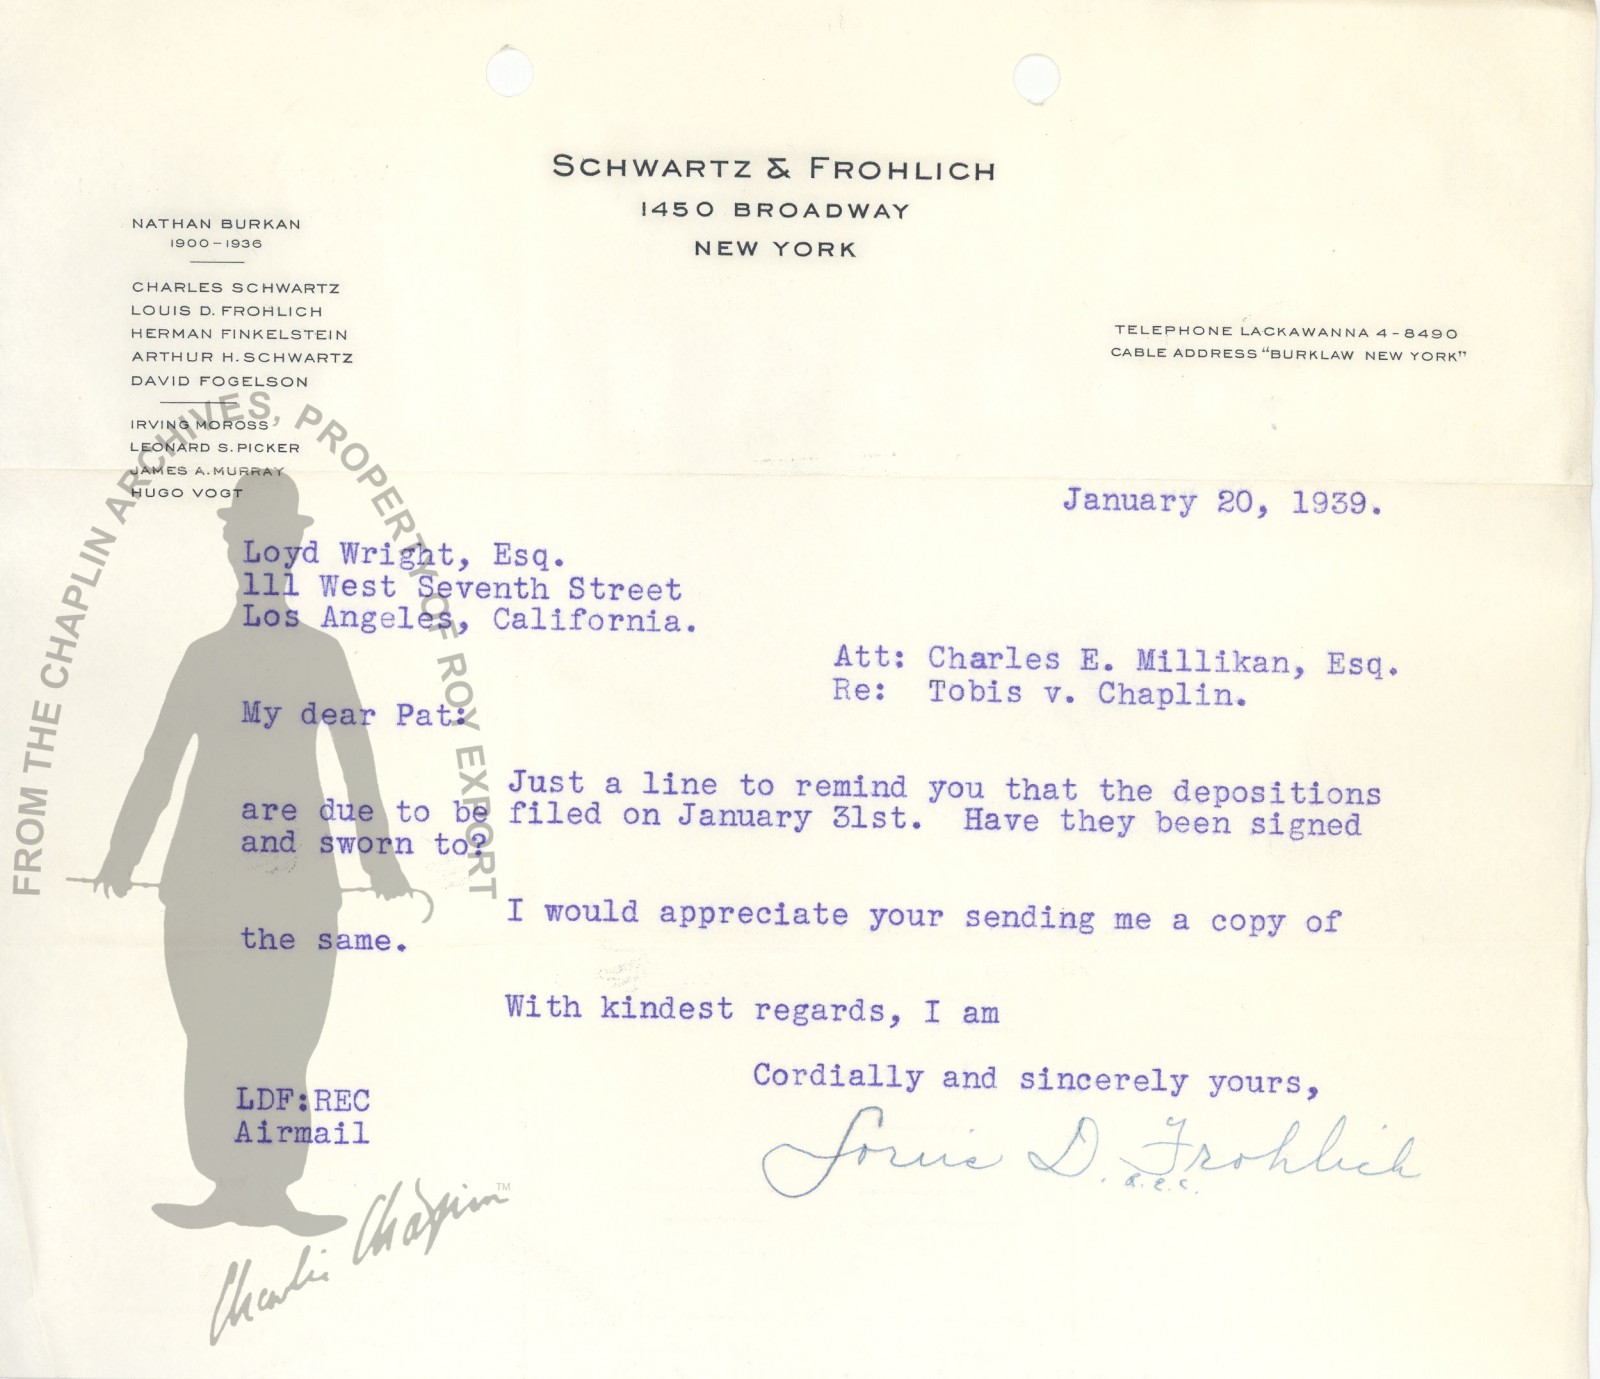 SCHWARTZ & FROHLICH
1450 BROADWAY
NEW YORK
NATHAN BURKAN
1900-1936
CHARLES SCHWARTZ
LOUIS D. FROHLICH
HERMAN FINKELSTEIN
ARTHUR H. SCHWARTZ
DAVID FOGELSON
IRVING MOROSS
LEONARD S. PICKER
JAMES A. MURRAY
HUGO VOGT
TELEPHONE LACKAWANNA 4-8490
CABLE ADDRESS "BURKLAW NEW YORK"
January 20, 1939.
Loyd Wright, Esq.
111 West Seventh Street
Los Angeles, California.
Att: Charles E. Millikan, Esq.
Re: Tobis v. Chaplin.
My dear Pat:
Just a line to remind you that the depositions
are due to be filed on January 31st. Have they been signed
and sworn to?
I would appreciate your sending me a copy of
the same.
With kindest regards, I am
Cordially and sincerely yours,
Louis D. Frohlich
r.e.c.
LDF:REC
Airmail
FROM THE CHAPLIN ARCHIVES, PROPERTY OF ROY EXPORT
Charlie Chaplin™